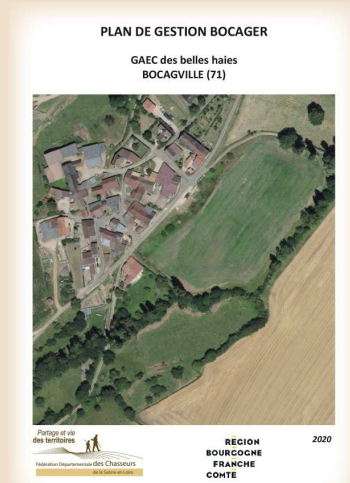 PLAN DE GESTION BOCAGER
GAEC des belles haies
BOCAGVILLE (71)
Partage et vie
des territoires
Fédération Départementale des Chasseurs
de la Saône-et-Loire
REGION
BOURGOGNE
FRANCHE
COMTE
2020